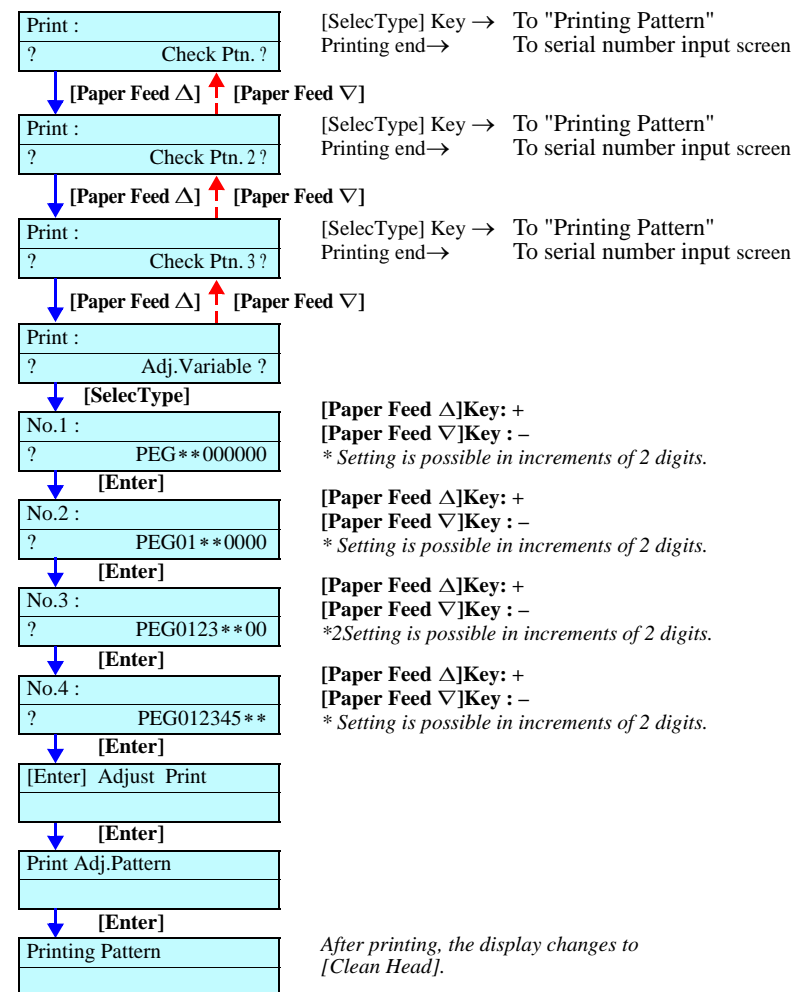 Print :
[SelecType] Key → To "Printing Pattern"
? Check Ptn. ?
Printing end→ To serial number input screen
[Paper Feed Δ] [Paper Feed ∇]
Print :
[SelecType] Key → To "Printing Pattern"
? Check Ptn. 2 ?
Printing end→ To serial number input screen
[Paper Feed Δ] [Paper Feed ∇]
Print :
[SelecType] Key → To "Printing Pattern"
? Check Ptn. 3 ?
Printing end→ To serial number input screen
[Paper Feed Δ] [Paper Feed ∇]
Print :
? Adj.Variable ?
[SelecType]
[Paper Feed Δ]Key: +
No.1 :
[Paper Feed ∇]Key : –
? PEG**000000
* Setting is possible in increments of 2 digits.
[Enter]
[Paper Feed Δ]Key: +
No.2 :
[Paper Feed ∇]Key : –
? PEG01**0000
* Setting is possible in increments of 2 digits.
[Enter]
[Paper Feed Δ]Key: +
No.3 :
[Paper Feed ∇]Key : –
? PEG0123**00
*2Setting is possible in increments of 2 digits.
[Enter]
[Paper Feed Δ]Key: +
No.4 :
[Paper Feed ∇]Key : –
? PEG012345**
* Setting is possible in increments of 2 digits.
[Enter]
[Enter] Adjust Print
[Enter]
Print Adj.Pattern
[Enter]
Printing Pattern
After printing, the display changes to
[Clean Head].